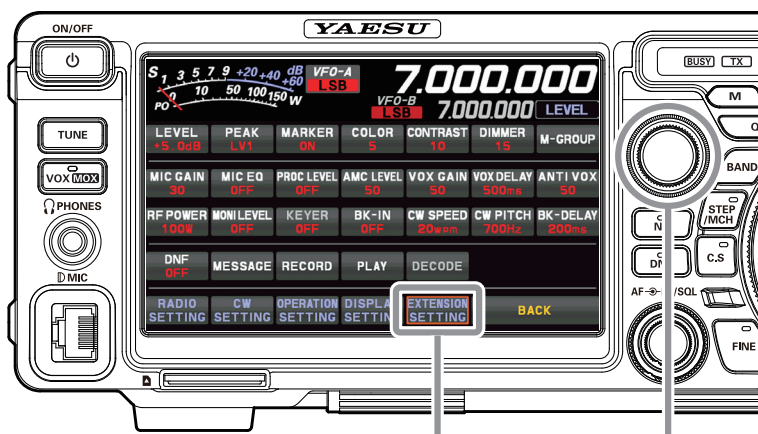 ON/OFF
YAESU
BUSY TX
S 1 3 5 7 9 +20 +40 +60 dB
PO 0 10 50 100 150 W
VFO-A
LSB
7.000.000
VFO-B
LSB
7.000.000
LEVEL
M
TUNE
LEVEL PEAK MARKER COLOR CONTRAST DIMMER M-GROUP
+5.0dB LV1 ON 5 10 15
BAND
VOX MOX
MIC GAIN MIC EQ PROC LEVEL AMC LEVEL VOX GAIN VOX DELAY ANTI VOX
30 OFF OFF 50 50 500ms 50
PHONES
STEP
/MCH
RF POWER MONI LEVEL KEYER BK-IN CW SPEED CW PITCH BK-DELAY
100W OFF OFF OFF 20wpm 700Hz 200ms
C.S
DNF MESSAGE RECORD PLAY DECODE
OFF
MIC
AF /SQL
RADIO CW OPERATION EXTENSION BACK
SETTING SETTING SETTING SETTING
FINE